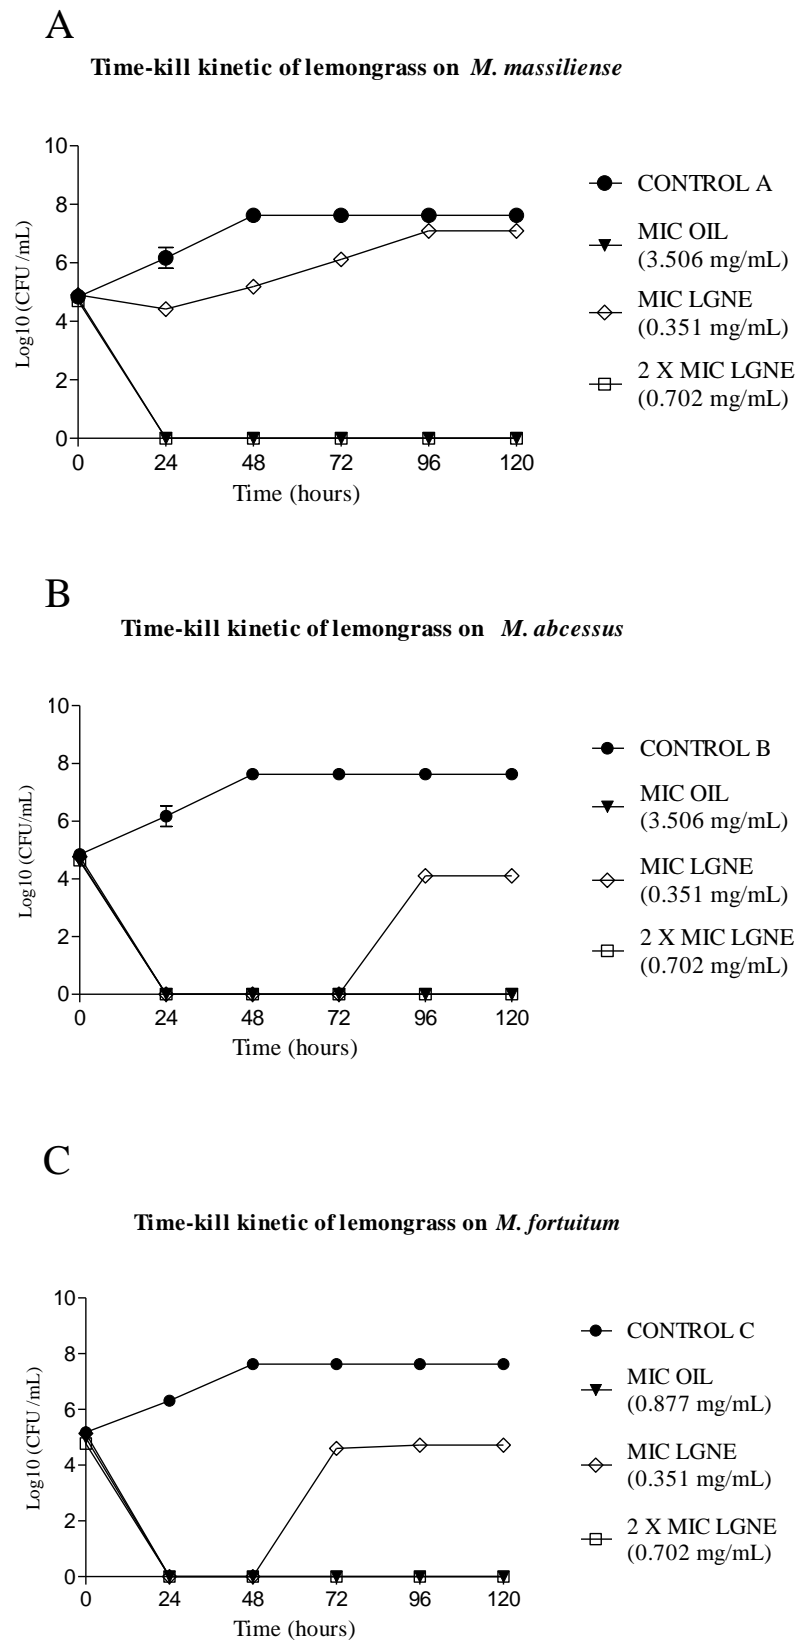 A
Time-kill kinetic of lemongrass on M. massiliense
10
8
6
4
2
0
Log10 (CFU /mL)
0 24 48 72 96 120
Time (hours)
CONTROL A
MIC OIL
(3.506 mg/mL)
MIC LGNE
(0.351 mg/mL)
2 X MIC LGNE
(0.702 mg/mL)
B
Time-kill kinetic of lemongrass on M. abcessus
10
8
6
4
2
0
Log10 (CFU/mL)
0 24 48 72 96 120
Time (hours)
CONTROL B
MIC OIL
(3.506 mg/mL)
MIC LGNE
(0.351 mg/mL)
2 X MIC LGNE
(0.702 mg/mL)
C
Time-kill kinetic of lemongrass on M. fortuitum
10
8
6
4
2
0
Log10 (CFU /mL)
0 24 48 72 96 120
Time (hours)
CONTROL C
MIC OIL
(0.877 mg/mL)
MIC LGNE
(0.351 mg/mL)
2 X MIC LGNE
(0.702 mg/mL)